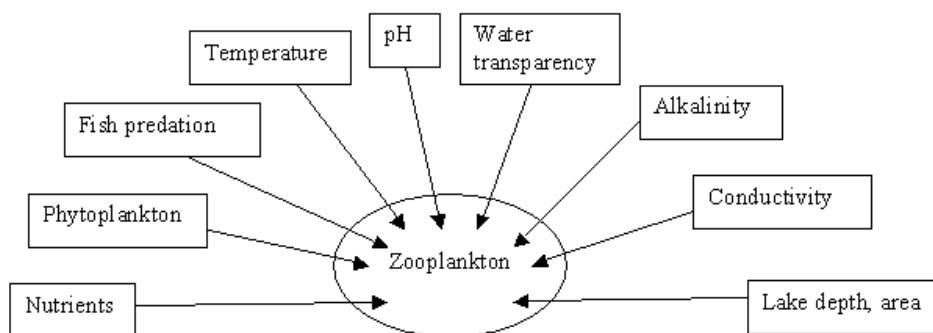 pH
Water
transparency
Temperature
Alkalinity
Fish predation
Conductivity
Phytoplankton
Zooplankton
Nutrients
Lake depth, area